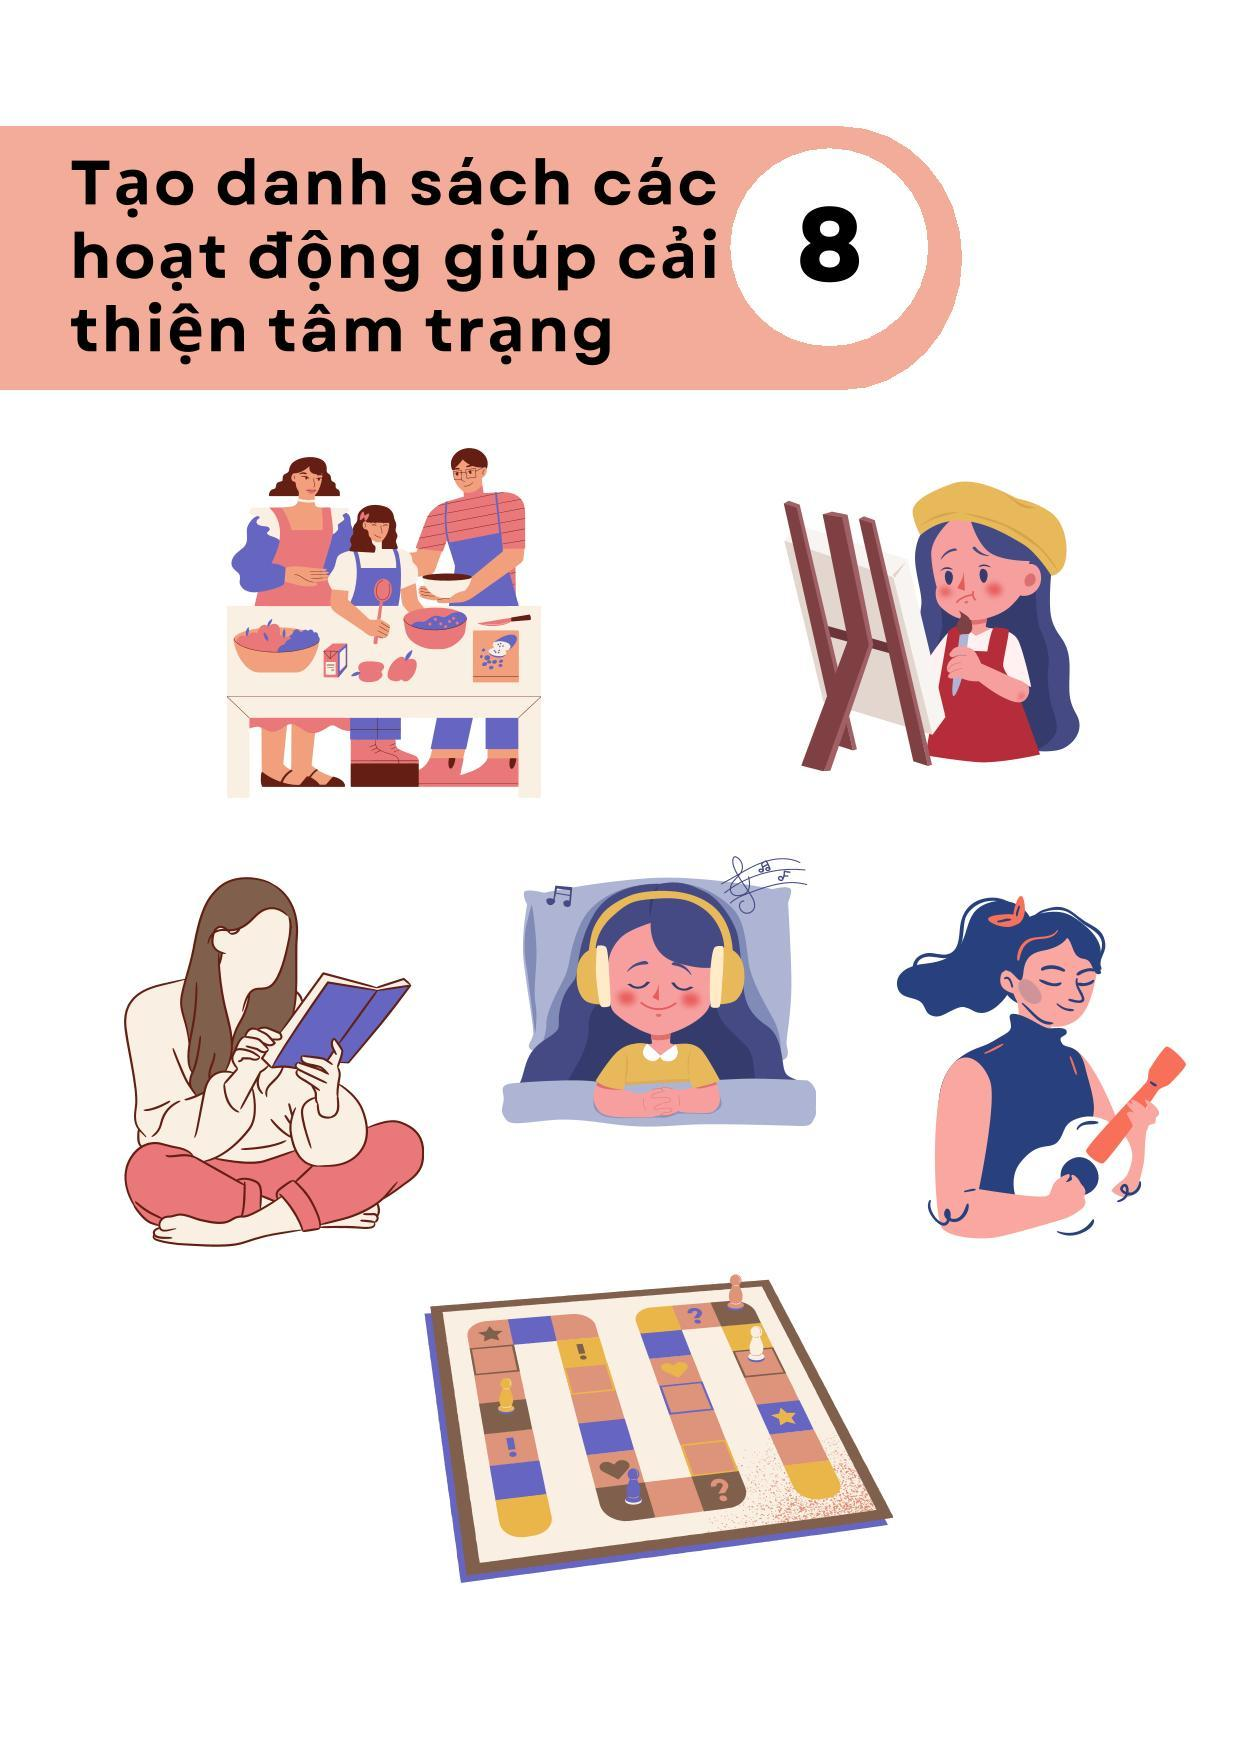 Tạo danh sách các
hoạt động giúp cải
thiện tâm trạng
8